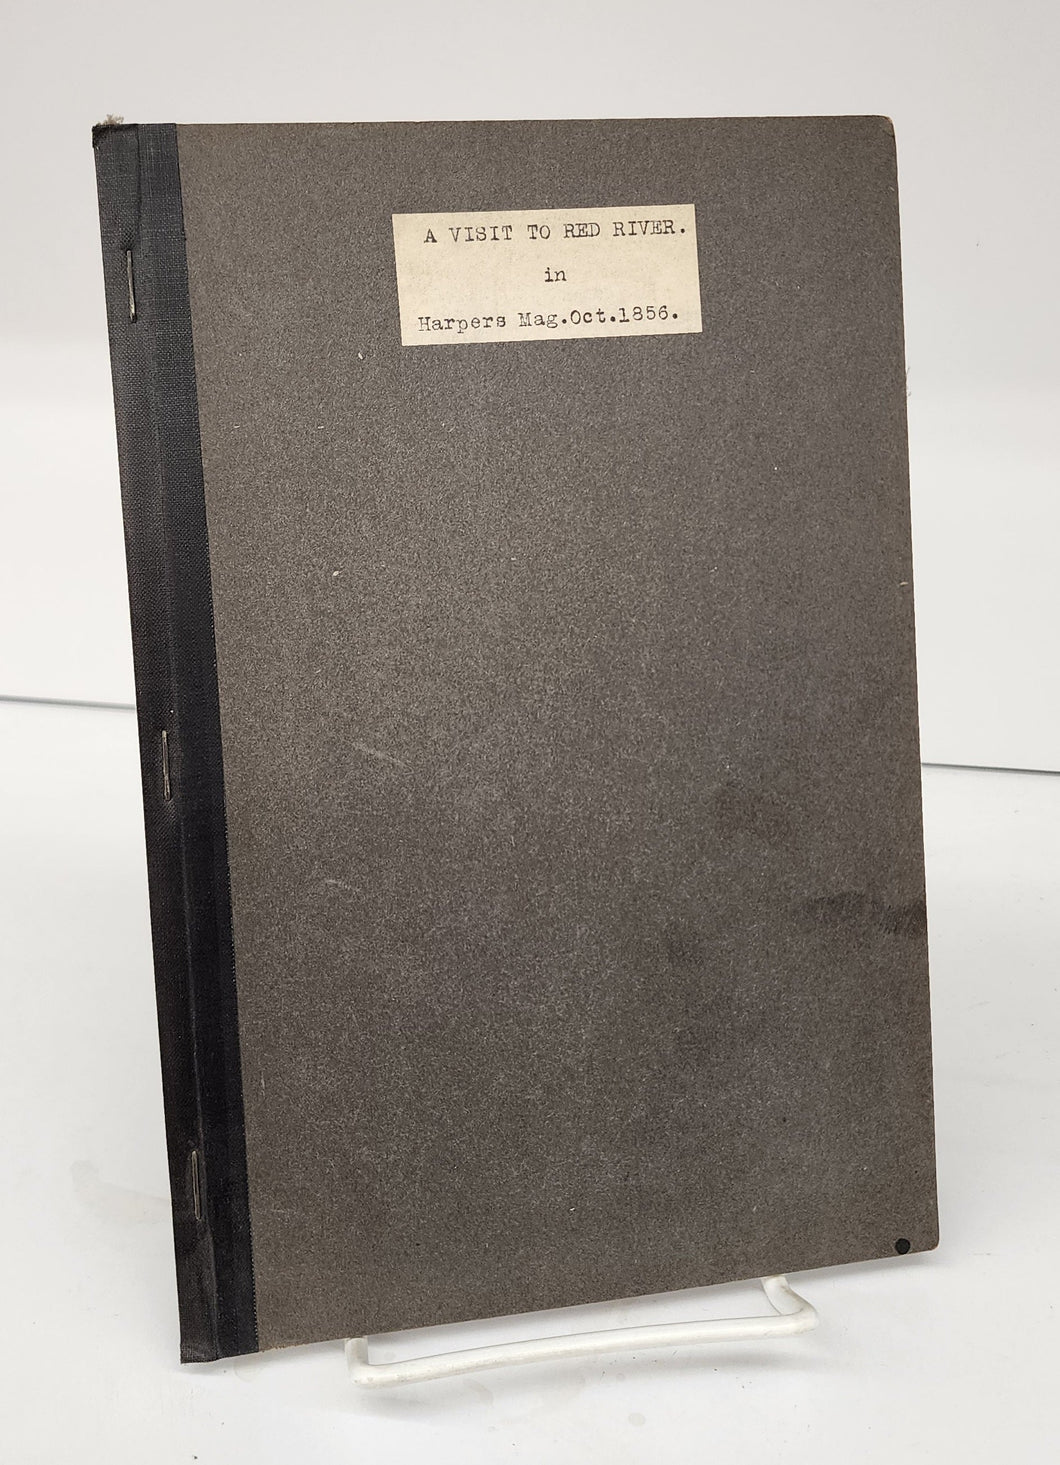 A VISIT TO RED RIVER.
in
Harpers Mag.Oct.1856.